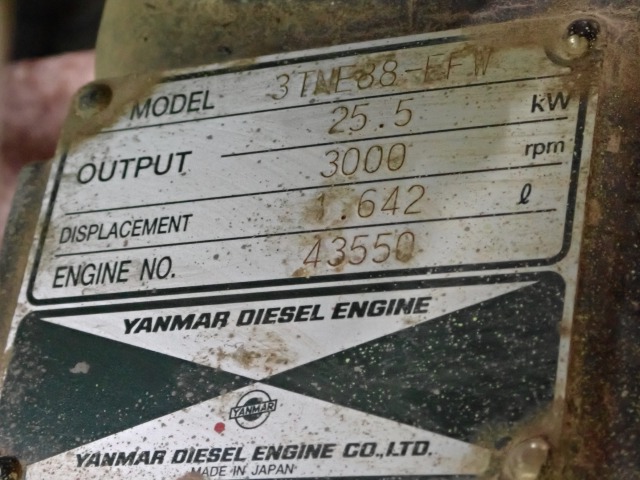 MODEL 3TNE88-EFW
25.5 kW
OUTPUT
3000 rpm
DISPLACEMENT 1.642 ℓ
ENGINE NO. 43550
YANMAR DIESEL ENGINE
YANMAR
YANMAR DIESEL ENGINE CO.,LTD.
MADE IN JAPAN